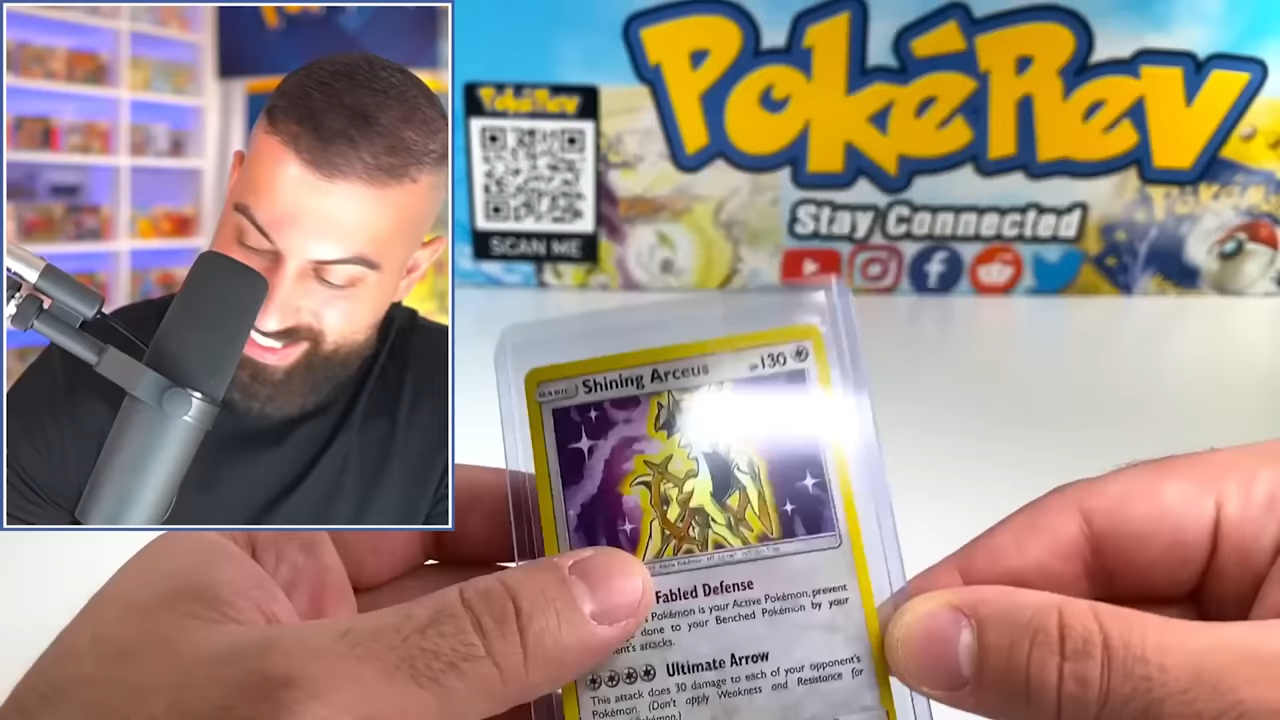 PokéRev
PokéRev
SCAN ME
Stay Connected
BASIC Shining Arceus HP 130
Fabled Defense
Pokémon is your Active Pokémon, prevent
done to your Benched Pokémon by your
attacks.
Ultimate Arrow
This attack does 30 damage to each of your opponent's
Pokémon. (Don't apply Weakness and Resistance for